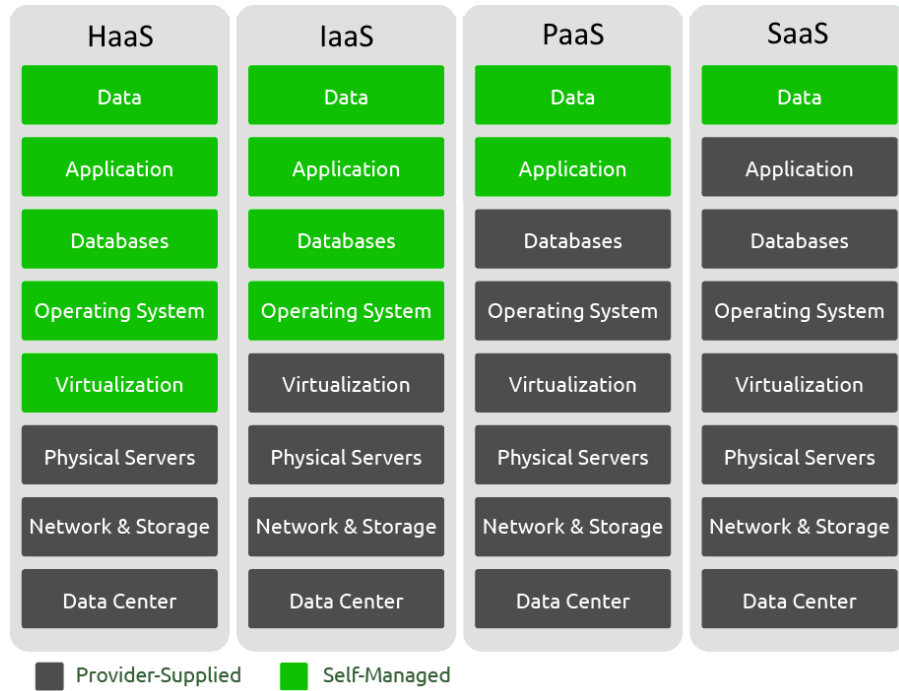 HaaS
IaaS
PaaS
SaaS
Data
Data
Data
Data
Application
Application
Application
Application
Databases
Databases
Databases
Databases
Operating System
Operating System
Operating System
Operating System
Virtualization
Virtualization
Virtualization
Virtualization
Physical Servers
Physical Servers
Physical Servers
Physical Servers
Network & Storage
Network & Storage
Network & Storage
Network & Storage
Data Center
Data Center
Data Center
Data Center
Provider-Supplied
Self-Managed